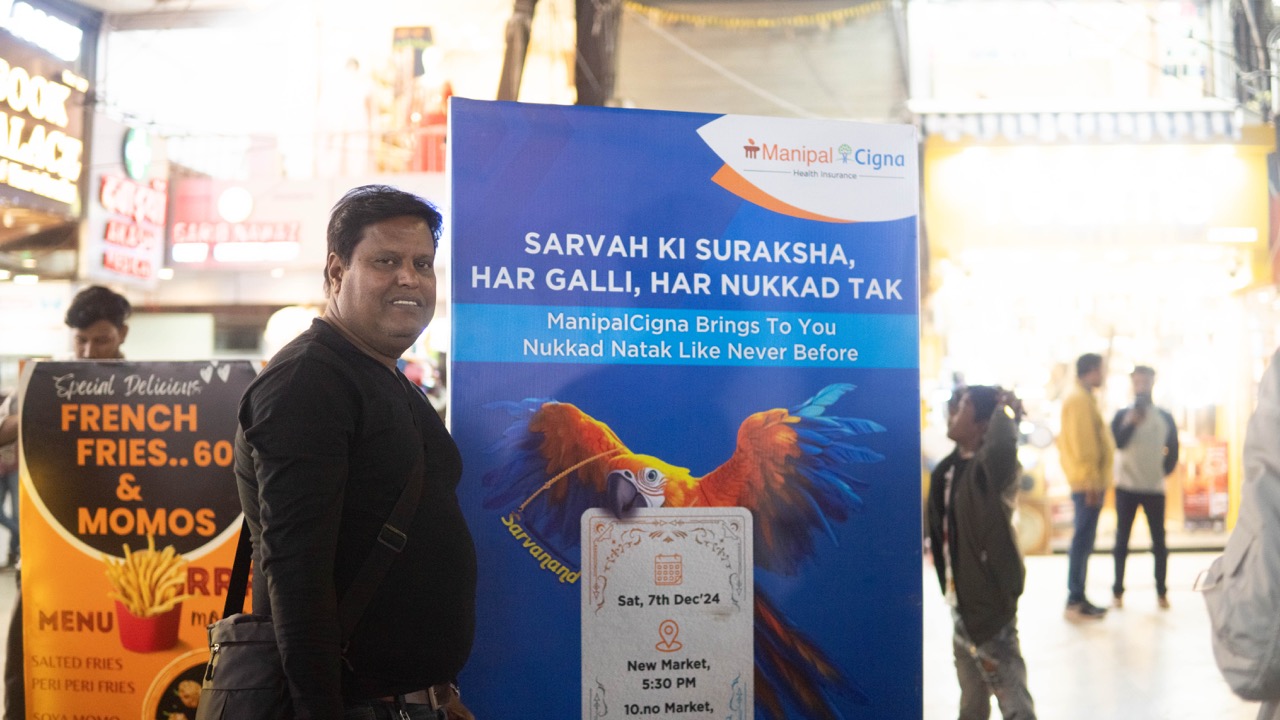 Manipal Cigna
Health Insurance
SARVAH KI SURAKSHA,
HAR GALLI, HAR NUKKAD TAK
ManipalCigna Brings To You
Nukkad Natak Like Never Before
Sarvanand
Sat, 7th Dec'24
New Market,
5:30 PM
10.no Market,
Special Delicious
FRENCH
FRIES..60
&
MOMOS
MENU
SALTED FRIES
PERI PERI FRIES
SOYA MOMO